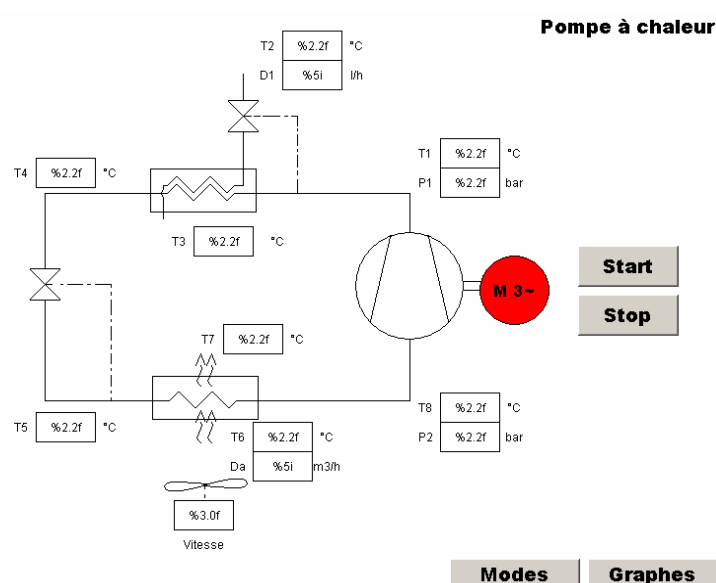 Pompe à chaleur
T2 %2.2f °C
D1 %5i l/h
T1 %2.2f °C
P1 %2.2f bar
T4 %2.2f °C
T3 %2.2f °C
Start
M 3~
Stop
T7 %2.2f °C
T8 %2.2f °C
P2 %2.2f bar
T5 %2.2f °C
T6 %2.2f °C
Da %5i m3/h
%3.0f
Vitesse
Modes
Graphes